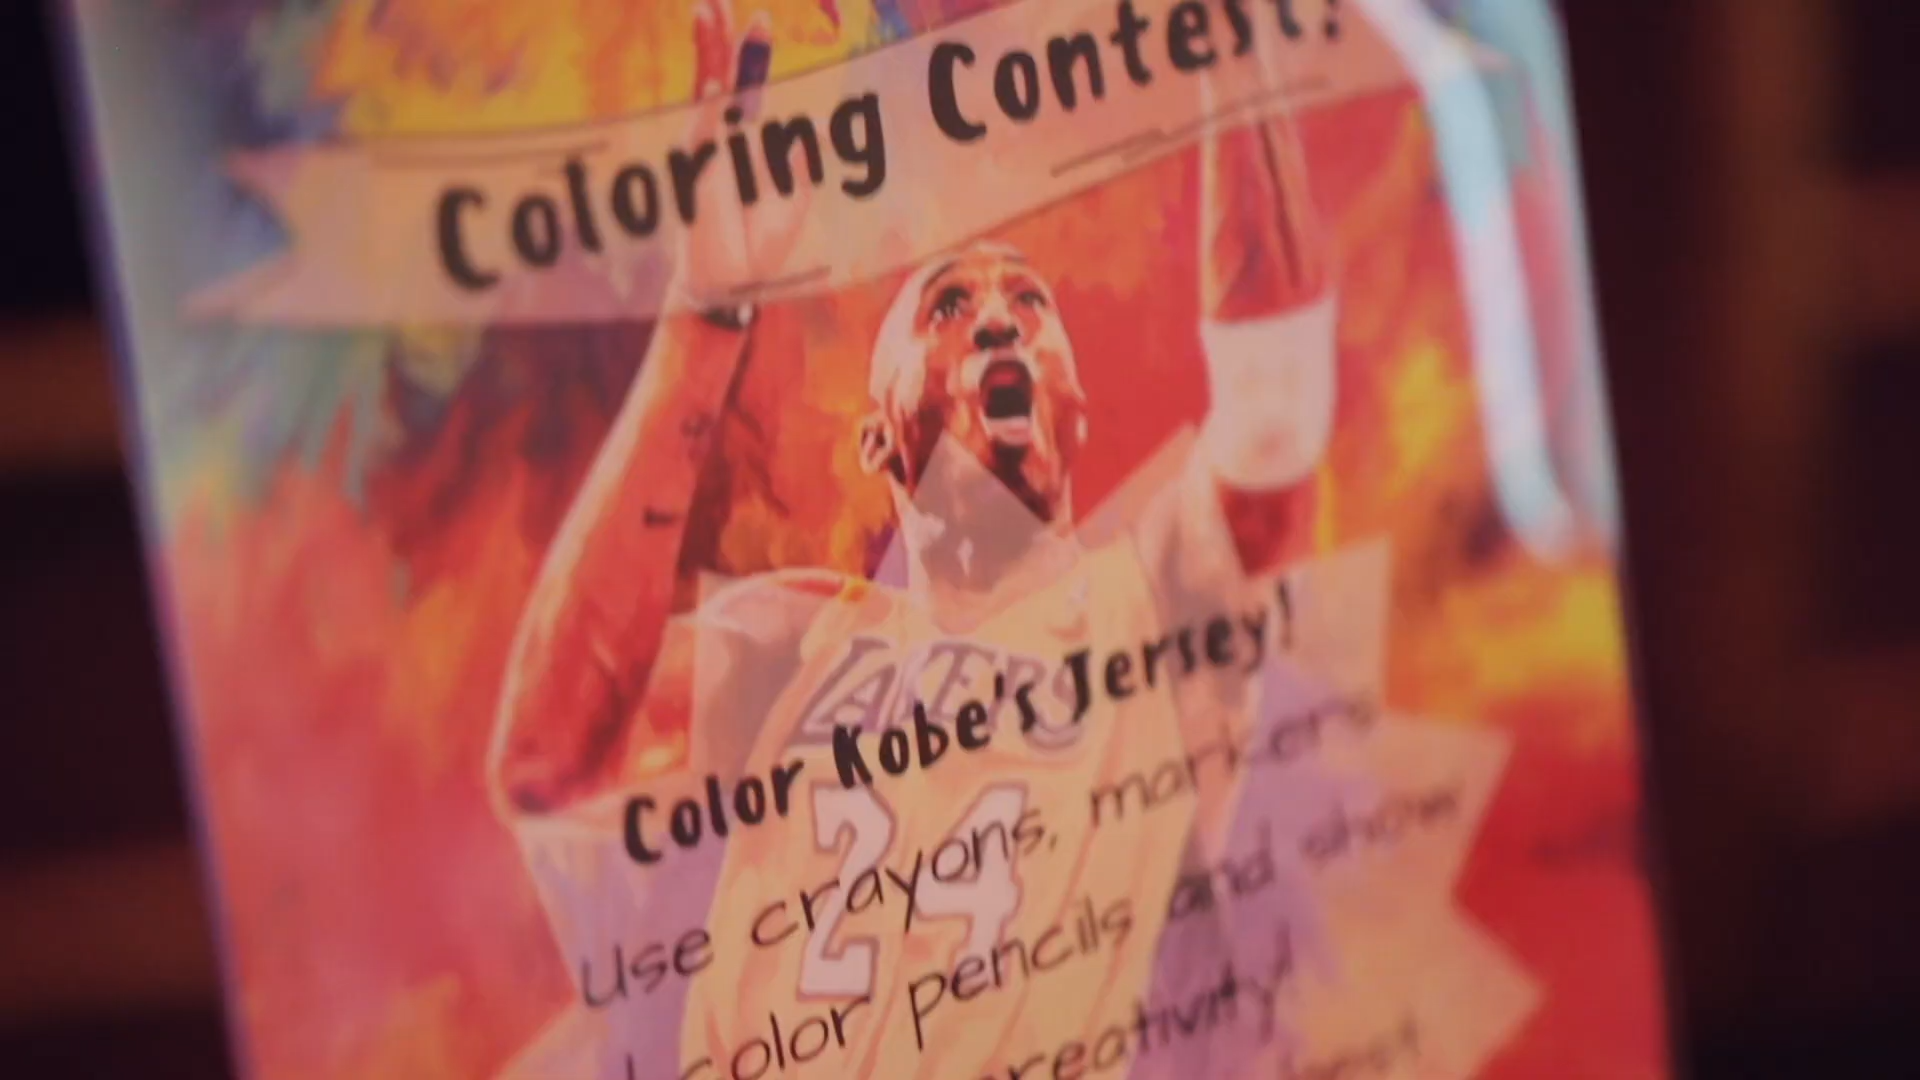 Coloring Contest!
LAKERS
Color Kobe's Jersey!
24
Use crayons, markers
color pencils and show
creativity!